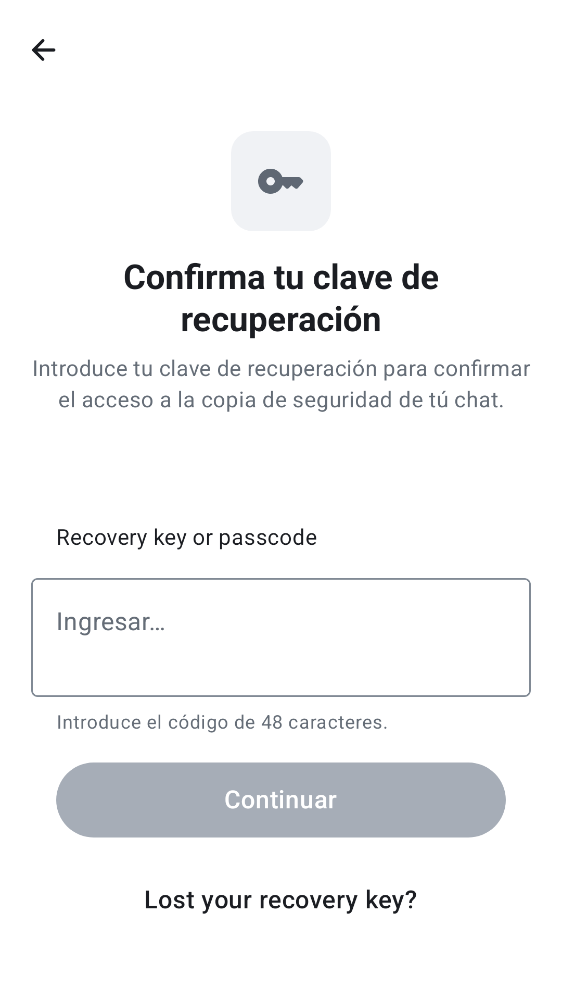 Confirma tu clave de
recuperación
Introduce tu clave de recuperación para confirmar
el acceso a la copia de seguridad de tú chat.
Recovery key or passcode
Ingresar…
Introduce el código de 48 caracteres.
Continuar
Lost your recovery key?